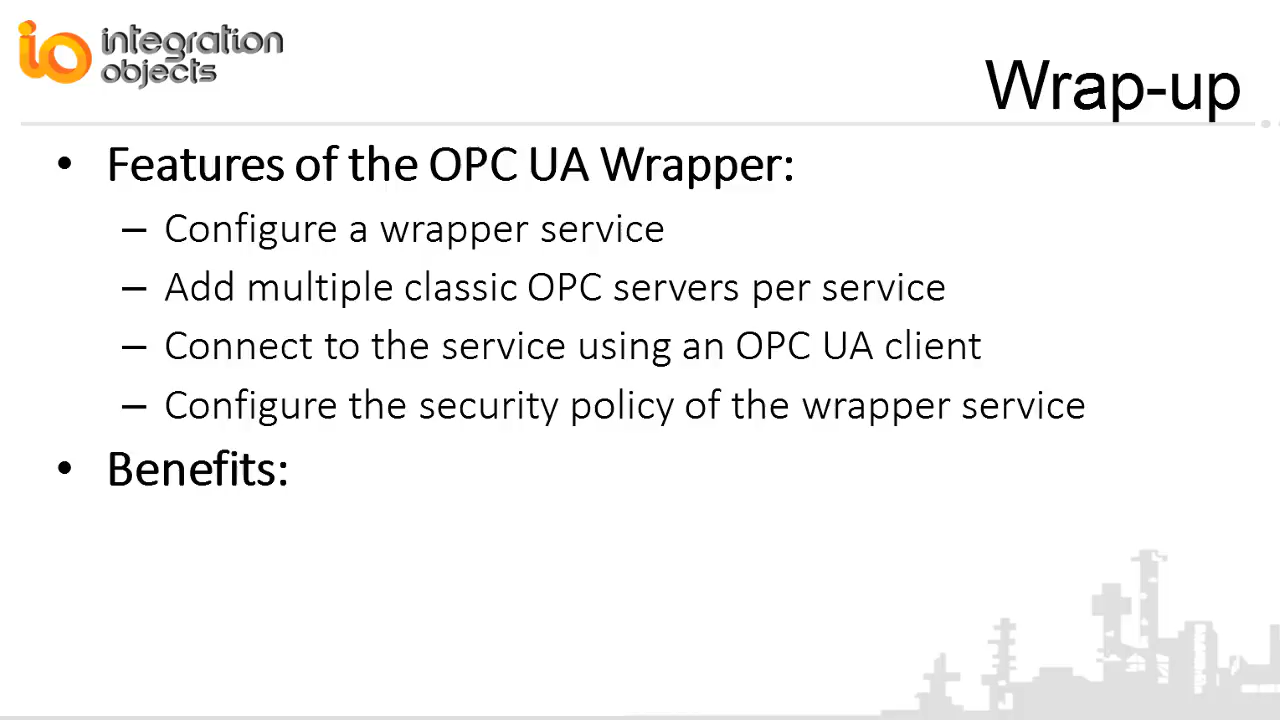 integration
objects
Wrap-up
• Features of the OPC UA Wrapper:
– Configure a wrapper service
– Add multiple classic OPC servers per service
– Connect to the service using an OPC UA client
– Configure the security policy of the wrapper service
• Benefits: